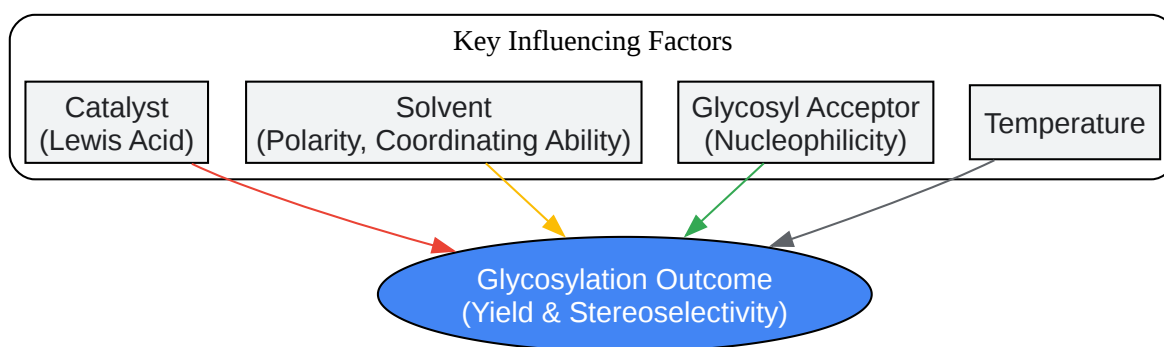 Key Influencing Factors
Catalyst
(Lewis Acid)
Solvent
(Polarity, Coordinating Ability)
Glycosyl Acceptor
(Nucleophilicity)
Temperature
Glycosylation Outcome
(Yield & Stereoselectivity)